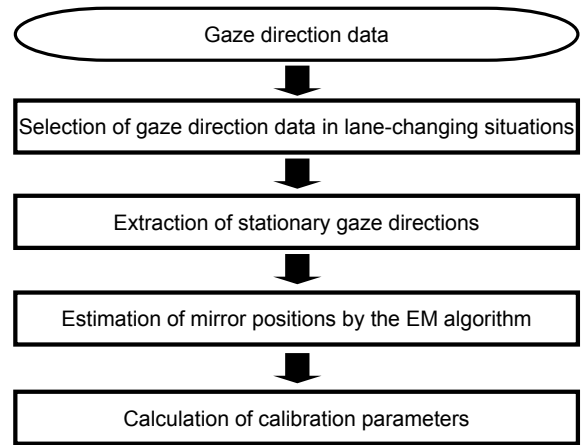 Gaze direction data
Selection of gaze direction data in lane-changing situations
Extraction of stationary gaze directions
Estimation of mirror positions by the EM algorithm
Calculation of calibration parameters